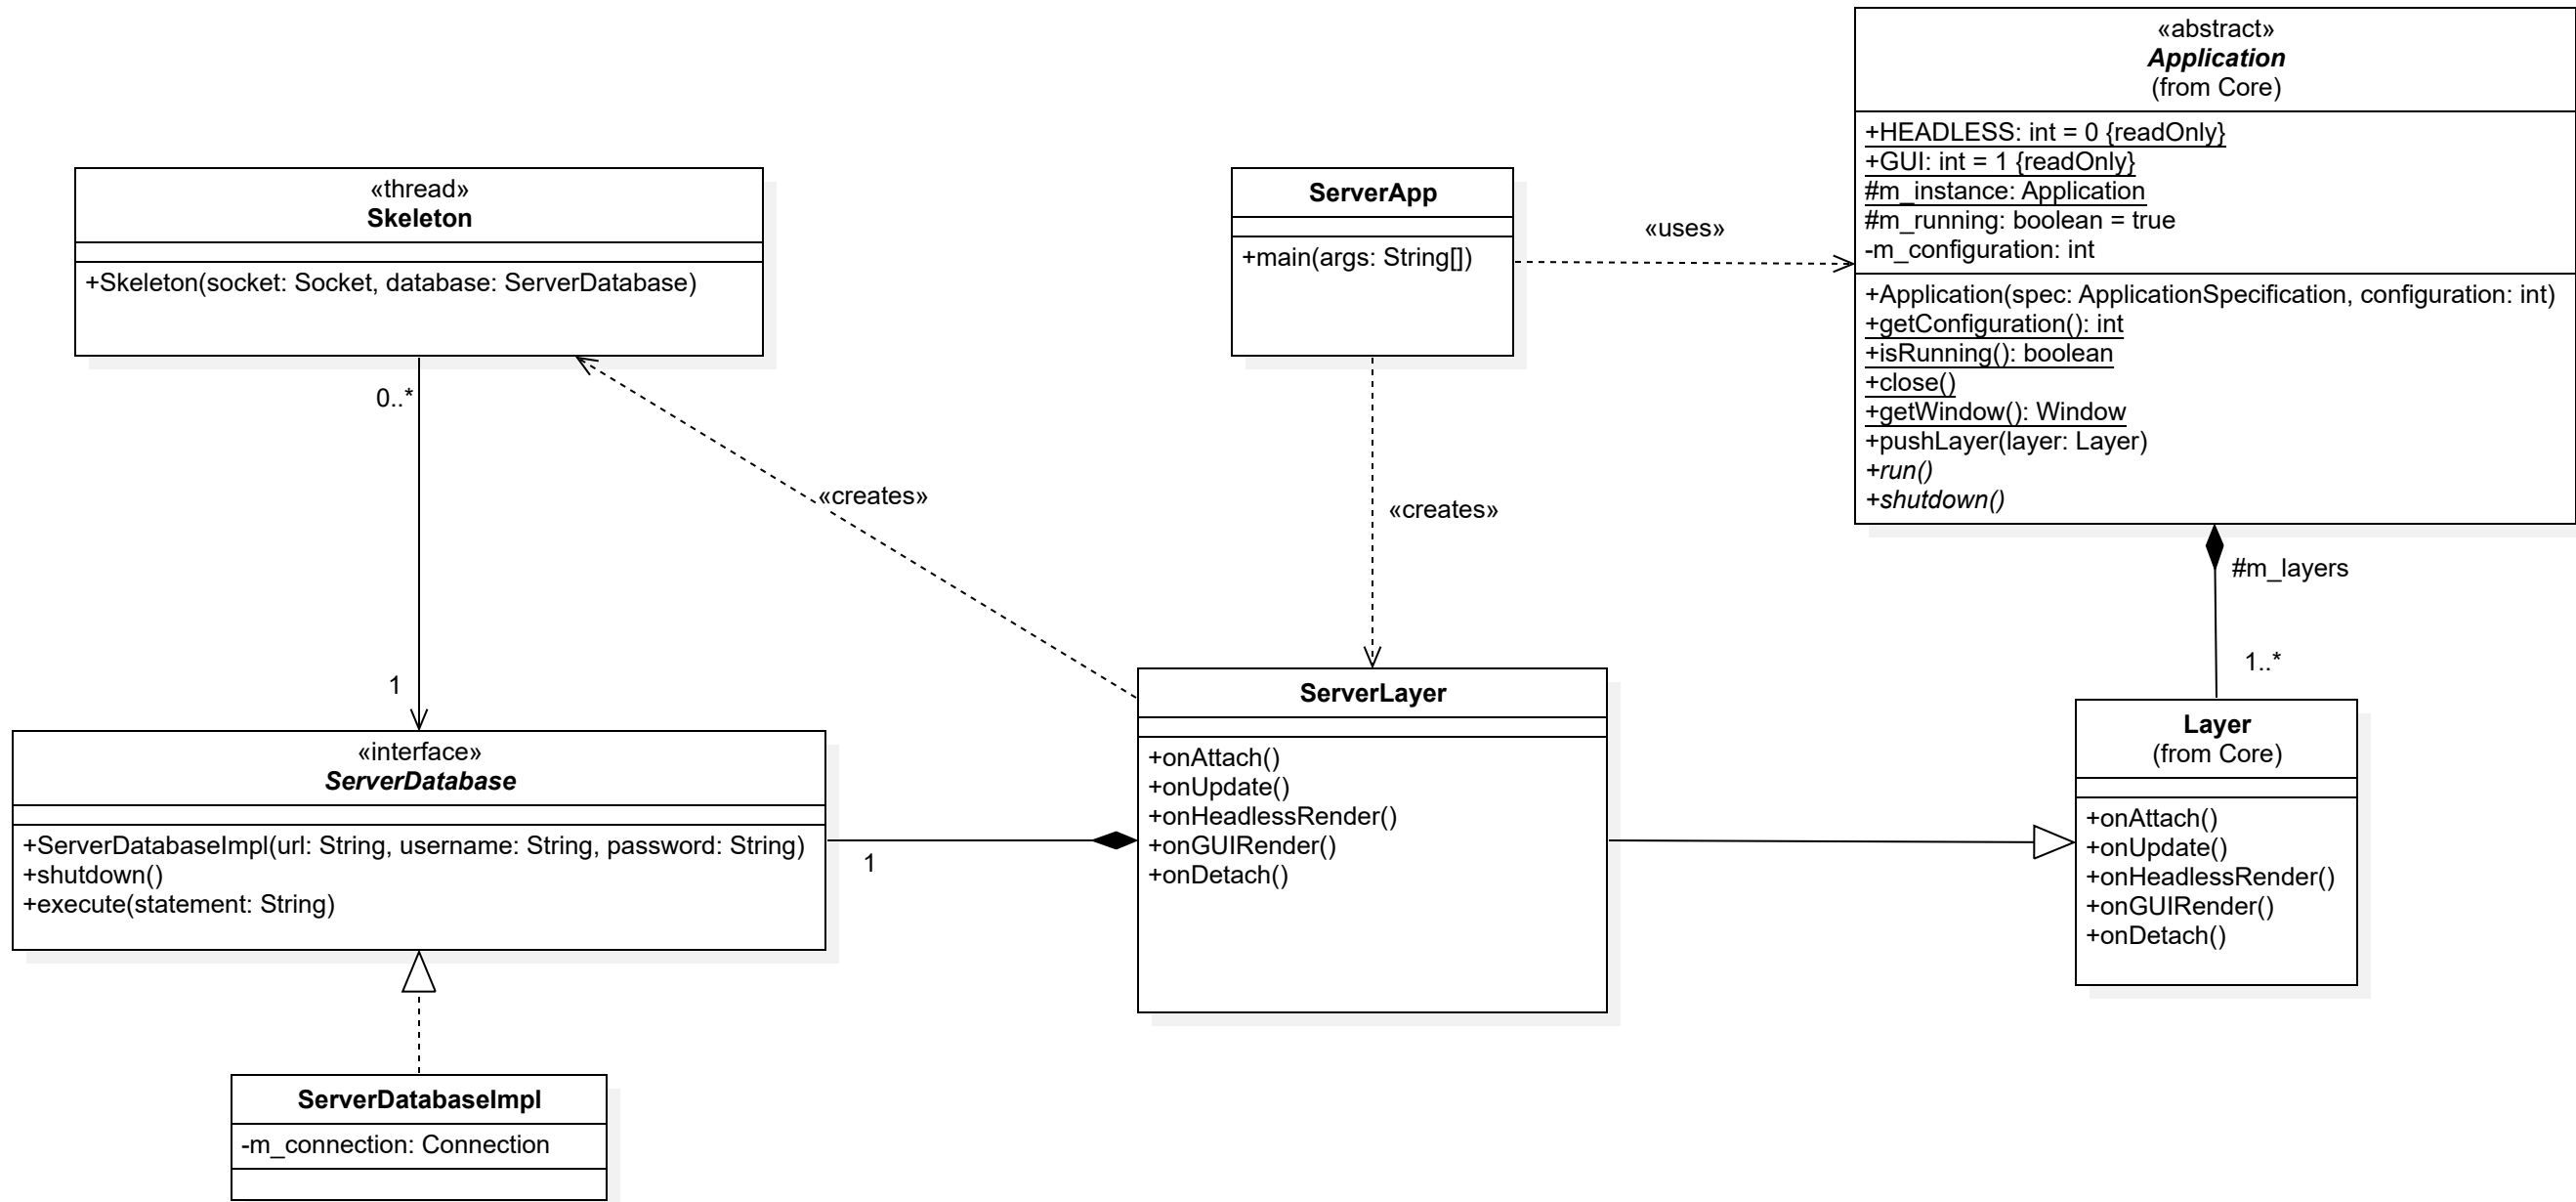 «abstract»
Application
(from Core)
+HEADLESS: int = 0 {readOnly}
+GUI: int = 1 {readOnly}
#m_instance: Application
#m_running: boolean = true
-m_configuration: int
+Application(spec: ApplicationSpecification, configuration: int)
+getConfiguration(): int
+isRunning(): boolean
+close()
+getWindow(): Window
+pushLayer(layer: Layer)
+run()
+shutdown()
«thread»
Skeleton
+Skeleton(socket: Socket, database: ServerDatabase)
ServerApp
+main(args: String[])
«uses»
0..*
1
«creates»
«creates»
#m_layers
1..*
«interface»
ServerDatabase
+ServerDatabaseImpl(url: String, username: String, password: String)
+shutdown()
+execute(statement: String)
1
ServerLayer
+onAttach()
+onUpdate()
+onHeadlessRender()
+onGUIRender()
+onDetach()
Layer
(from Core)
+onAttach()
+onUpdate()
+onHeadlessRender()
+onGUIRender()
+onDetach()
ServerDatabaseImpl
-m_connection: Connection